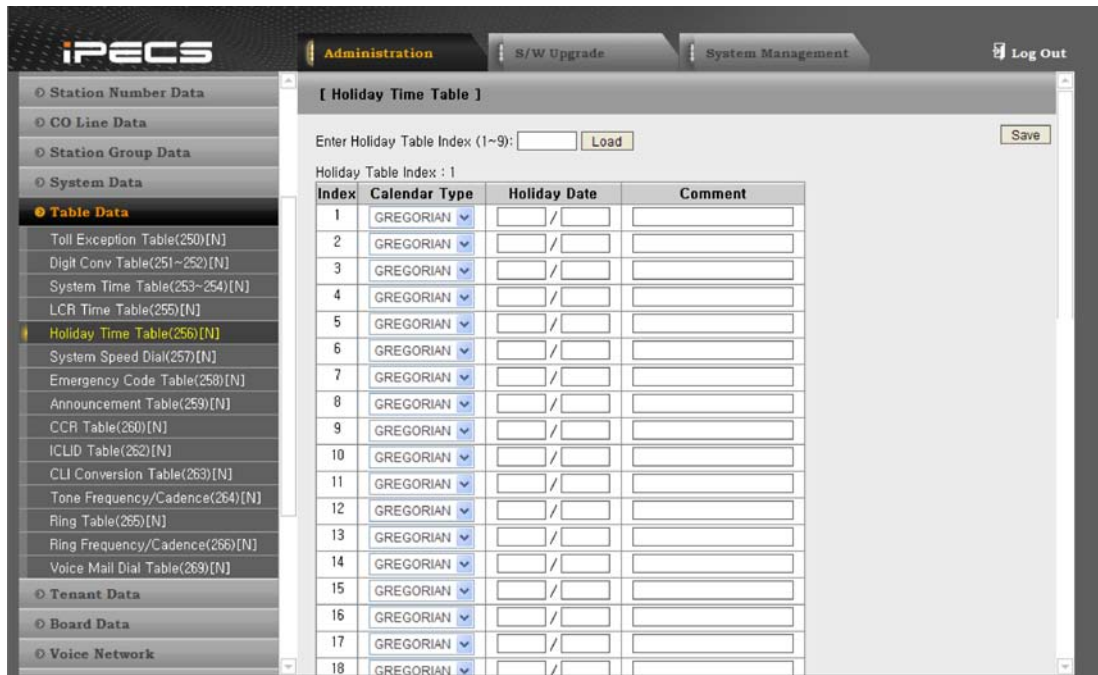 iPECS
Administration
S/W Upgrade
System Management
Log Out
Station Number Data
CO Line Data
Station Group Data
System Data
Table Data
Toll Exception Table(250)[N]
Digit Conv Table(251~252)[N]
System Time Table(253~254)[N]
LCR Time Table(255)[N]
Holiday Time Table(256)[N]
System Speed Dial(257)[N]
Emergency Code Table(258)[N]
Announcement Table(259)[N]
CCR Table(260)[N]
ICLID Table(262)[N]
CLI Conversion Table(263)[N]
Tone Frequency/Cadence(264)[N]
Ring Table(265)[N]
Ring Frequency/Cadence(266)[N]
Voice Mail Dial Table(269)[N]
Tenant Data
Board Data
Voice Network
[ Holiday Time Table ]
Enter Holiday Table Index (1~9): Load
Save
Holiday Table Index : 1
Index Calendar Type Holiday Date Comment
1 GREGORIAN /
2 GREGORIAN /
3 GREGORIAN /
4 GREGORIAN /
5 GREGORIAN /
6 GREGORIAN /
7 GREGORIAN /
8 GREGORIAN /
9 GREGORIAN /
10 GREGORIAN /
11 GREGORIAN /
12 GREGORIAN /
13 GREGORIAN /
14 GREGORIAN /
15 GREGORIAN /
16 GREGORIAN /
17 GREGORIAN /
18 GREGORIAN /